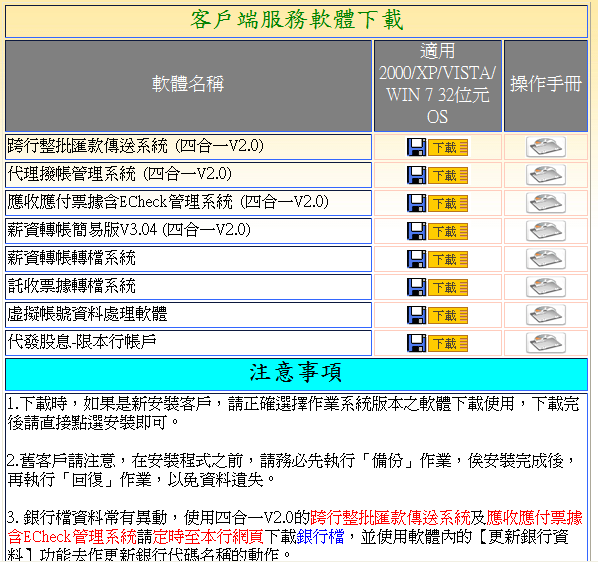 客戶端服務軟體下載
軟體名稱
適用
2000/XP/VISTA/
WIN 7 32位元
OS
操作手冊
跨行整批匯款傳送系統 (四合一V2.0)
下載
代理撥帳管理系統 (四合一V2.0)
下載
應收應付票據含ECheck管理系統 (四合一V2.0)
下載
薪資轉帳簡易版V3.04 (四合一V2.0)
下載
薪資轉帳轉檔系統
下載
託收票據轉檔系統
下載
虛擬帳號資料處理軟體
下載
代發股息-限本行帳戶
下載
注意事項
1.下載時，如果是新安裝客戶，請正確選擇作業系統版本之軟體下載使用，下載完
後請直接點選安裝即可。
2.舊客戶請注意，在安裝程式之前，請務必先執行「備份」作業，俟安裝完成後，
再執行「回復」作業，以免資料遺失。
3. 銀行檔資料常有異動，使用四合一V2.0的跨行整批匯款傳送系統及應收應付票據
含ECheck管理系統請定時至本行網頁下載銀行檔，並使用軟體內的【更新銀行資
料】功能去作更新銀行代碼名稱的動作。